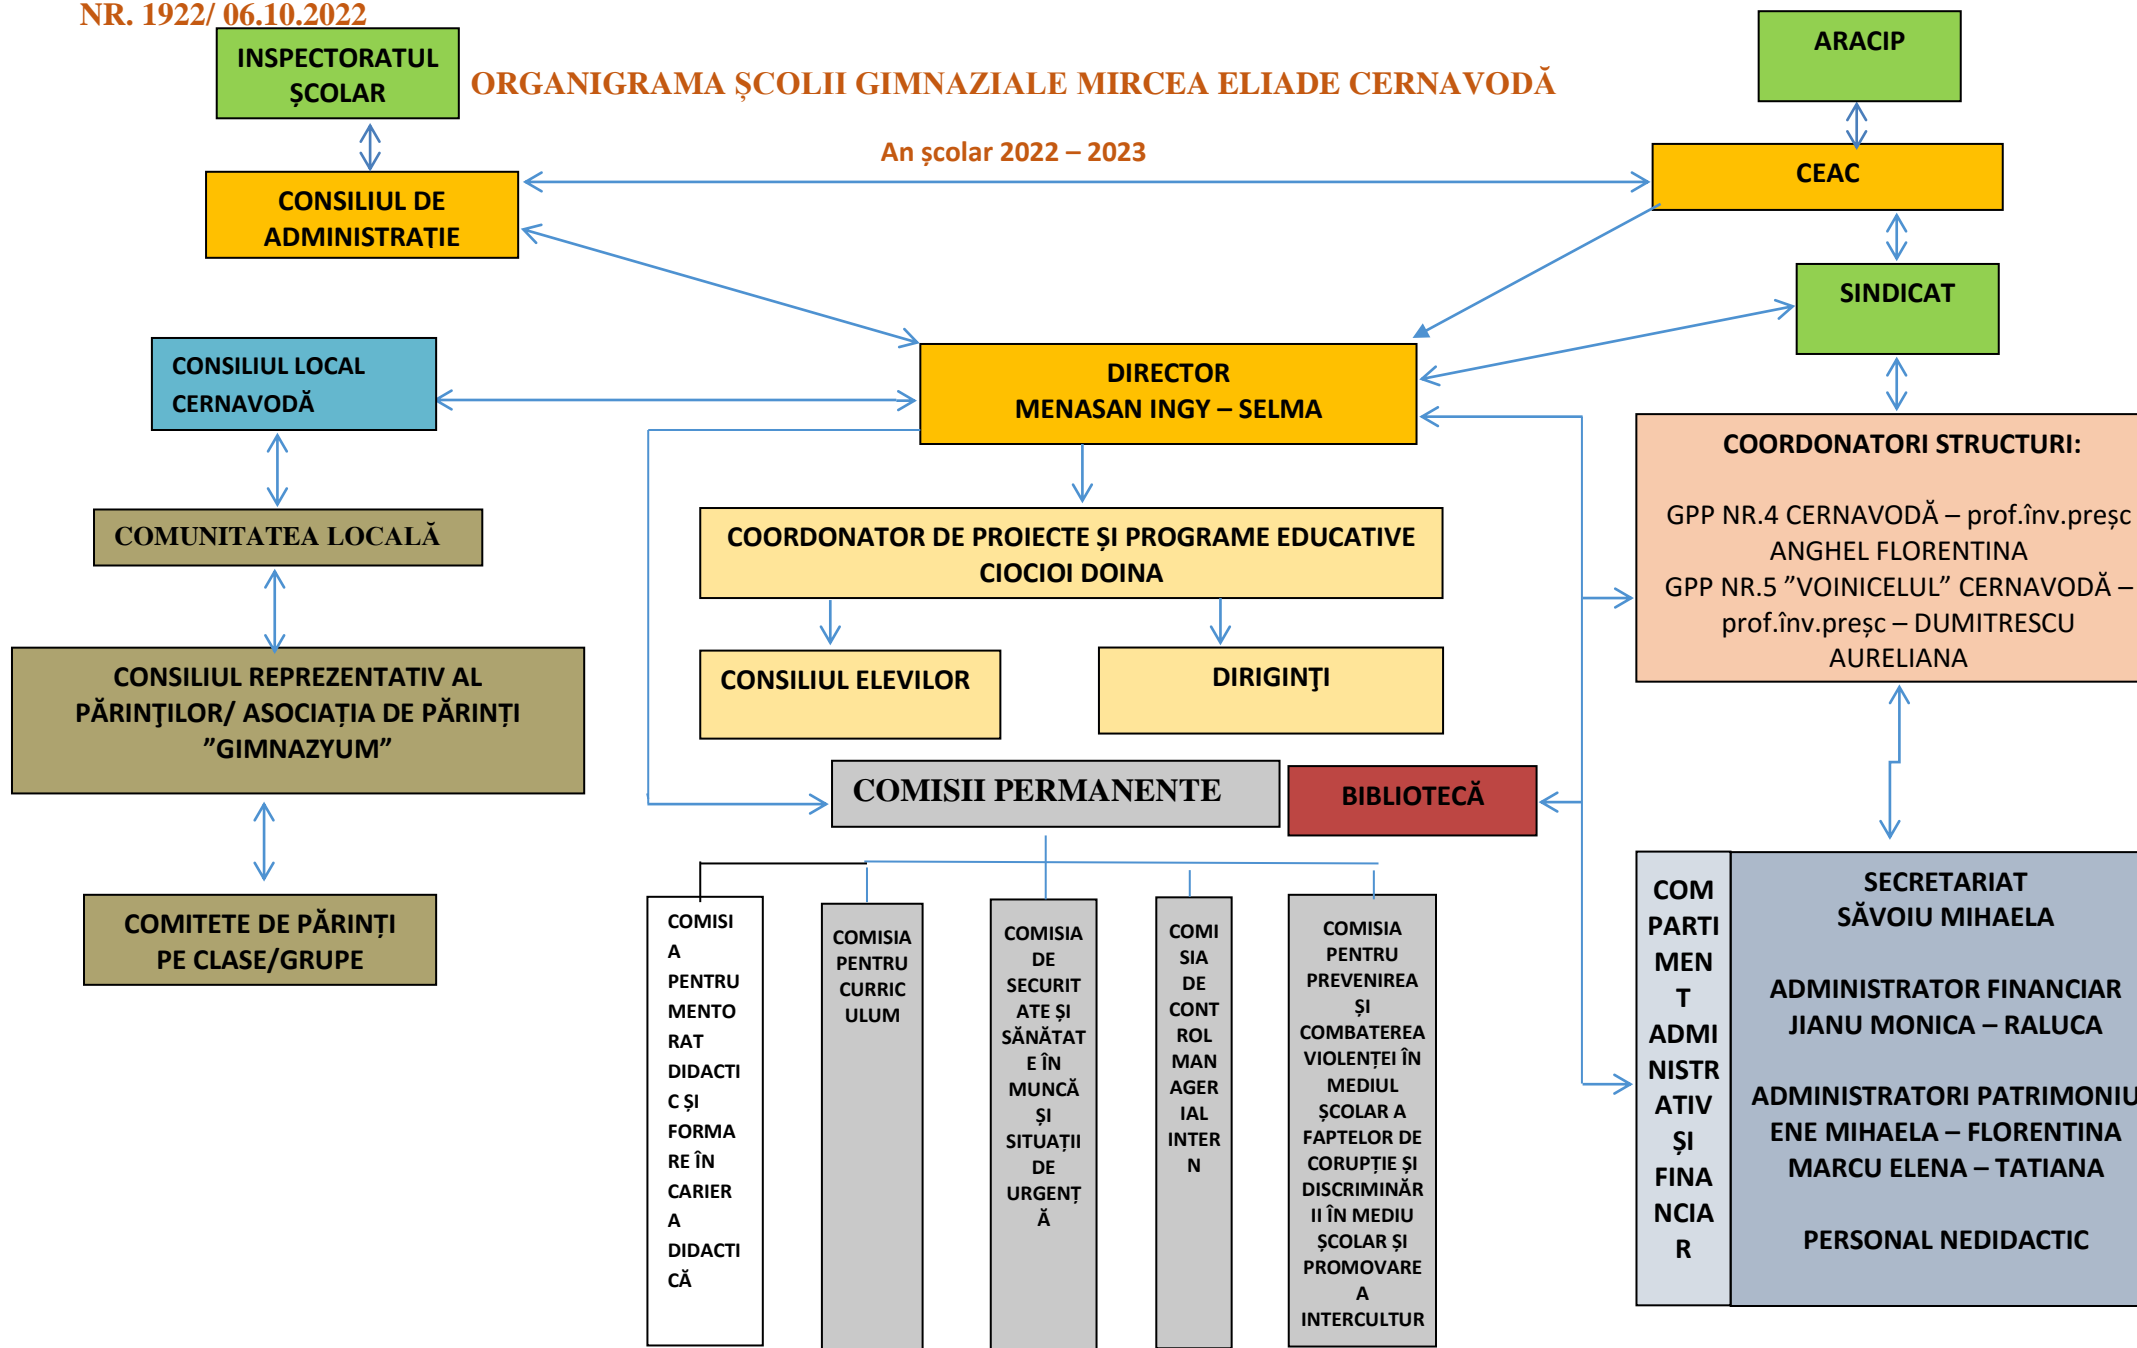 NR. 1922/ 06.10.2022
INSPECTORATUL
ȘCOLAR
ORGANIGRAMA ȘCOLII GIMNAZIALE MIRCEA ELIADE CERNAVODĂ
ARACIP
An școlar 2022 – 2023
CONSILIUL DE
ADMINISTRAȚIE
CEAC
SINDICAT
CONSILIUL LOCAL
CERNAVODĂ
DIRECTOR
MENASAN INGY – SELMA
COORDONATORI STRUCTURI:
GPP NR.4 CERNAVODĂ – prof.înv.preșc
ANGHEL FLORENTINA
GPP NR.5 ”VOINICELUL” CERNAVODĂ –
prof.înv.preșc – DUMITRESCU
AURELIANA
COMUNITATEA LOCALĂ
COORDONATOR DE PROIECTE ȘI PROGRAME EDUCATIVE
CIOCIOI DOINA
CONSILIUL REPREZENTATIV AL
PĂRINŢILOR/ ASOCIAȚIA DE PĂRINȚI
”GIMNAZYUM”
CONSILIUL ELEVILOR
DIRIGINŢI
COMISII PERMANENTE
BIBLIOTECĂ
COMITETE DE PĂRINȚI
PE CLASE/GRUPE
COMISI
A
PENTRU
MENTO
RAT
DIDACTI
C ȘI
FORMA
RE ÎN
CARIER
A
DIDACTI
CĂ
COMISIA
PENTRU
CURRIC
ULUM
COMISIA
DE
SECURIT
ATE ȘI
SĂNĂTAT
E ÎN
MUNCĂ
ȘI
SITUAȚII
DE
URGENȚ
Ă
COMI
SIA
DE
CONT
ROL
MAN
AGER
IAL
INTER
N
COMISIA
PENTRU
PREVENIREA
ȘI
COMBATEREA
VIOLENȚEI ÎN
MEDIUL
ȘCOLAR A
FAPTELOR DE
CORUPȚIE ȘI
DISCRIMINĂR
II ÎN MEDIU
ȘCOLAR ȘI
PROMOVARE
A
INTERCULTUR
COM
PARTI
MEN
T
ADMI
NISTR
ATIV
ȘI
FINA
NCIA
R
SECRETARIAT
SĂVOIU MIHAELA
ADMINISTRATOR FINANCIAR
JIANU MONICA – RALUCA
ADMINISTRATORI PATRIMONIU
ENE MIHAELA – FLORENTINA
MARCU ELENA – TATIANA
PERSONAL NEDIDACTIC